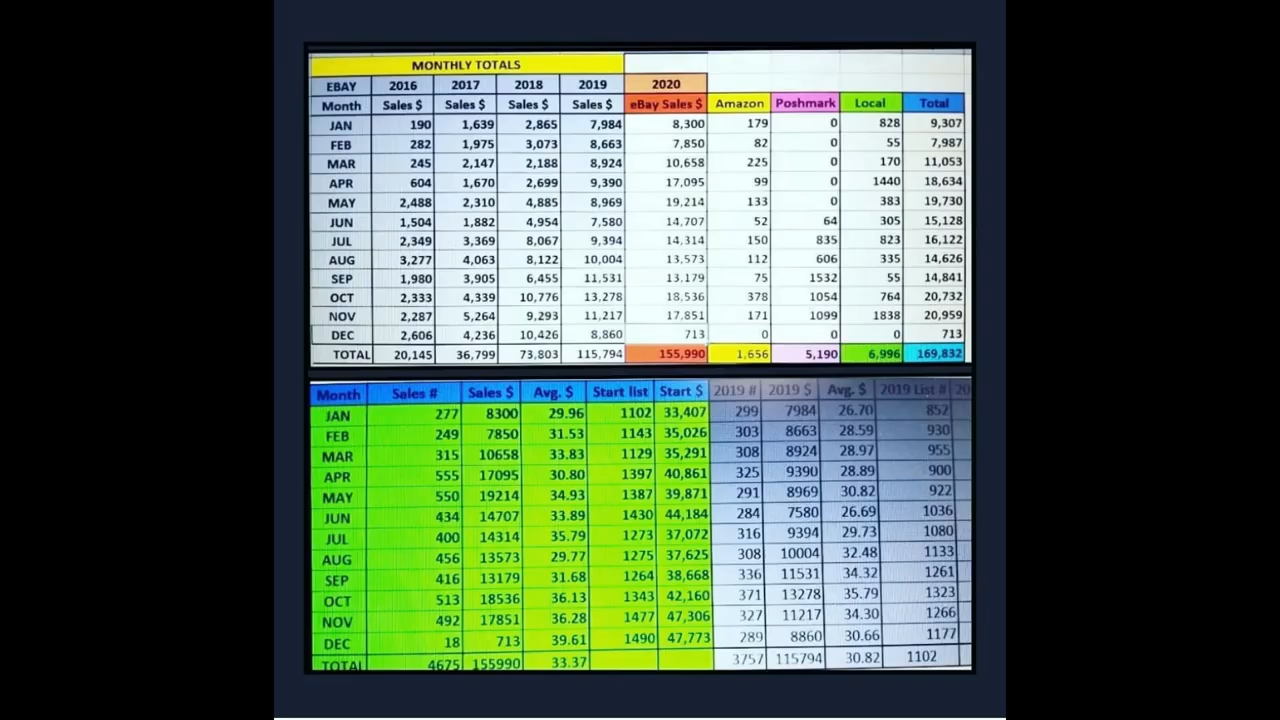 MONTHLY TOTALS
EBAY 2016 2017 2018 2019 2020
Month Sales $ Sales $ Sales $ Sales $ eBay Sales $ Amazon Poshmark Local Total
JAN 190 1,639 2,865 7,984 8,300 179 0 828 9,307
FEB 282 1,975 3,073 8,663 7,850 82 0 55 7,987
MAR 245 2,147 2,188 8,924 10,658 225 0 170 11,053
APR 604 1,670 2,699 9,390 17,095 99 0 1440 18,634
MAY 2,488 2,310 4,885 8,969 19,214 133 0 383 19,730
JUN 1,504 1,882 4,954 7,580 14,707 52 64 305 15,128
JUL 2,349 3,369 8,067 9,394 14,314 150 835 823 16,122
AUG 3,277 4,063 8,122 10,004 13,573 112 606 335 14,626
SEP 1,980 3,905 6,455 11,531 13,179 75 1532 55 14,841
OCT 2,333 4,339 10,776 13,278 18,536 378 1054 764 20,732
NOV 2,287 5,264 9,293 11,217 17,851 171 1099 1838 20,959
DEC 2,606 4,236 10,426 8,860 713 0 0 0 713
TOTAL 20,145 36,799 73,803 115,794 155,990 1,656 5,190 6,996 169,832
Month Sales # Sales $ Avg. $ Start list Start $ 2019 # 2019 $ Avg. $ 2019 List # 20
JAN 277 8300 29.96 1102 33,407 299 7984 26.70 852
FEB 249 7850 31.53 1143 35,026 303 8663 28.59 930
MAR 315 10658 33.83 1129 35,291 308 8924 28.97 955
APR 555 17095 30.80 1397 40,861 325 9390 28.89 900
MAY 550 19214 34.93 1387 39,871 291 8969 30.82 922
JUN 434 14707 33.89 1430 44,184 284 7580 26.69 1036
JUL 400 14314 35.79 1273 37,072 316 9394 29.73 1080
AUG 456 13573 29.77 1275 37,625 308 10004 32.48 1133
SEP 416 13179 31.68 1264 38,668 336 11531 34.32 1261
OCT 513 18536 36.13 1343 42,160 371 13278 35.79 1323
NOV 492 17851 36.28 1477 47,306 327 11217 34.30 1266
DEC 18 713 39.61 1490 47,773 289 8860 30.66 1177
TOTAL 4675 155990 33.37 3757 115794 30.82 1102